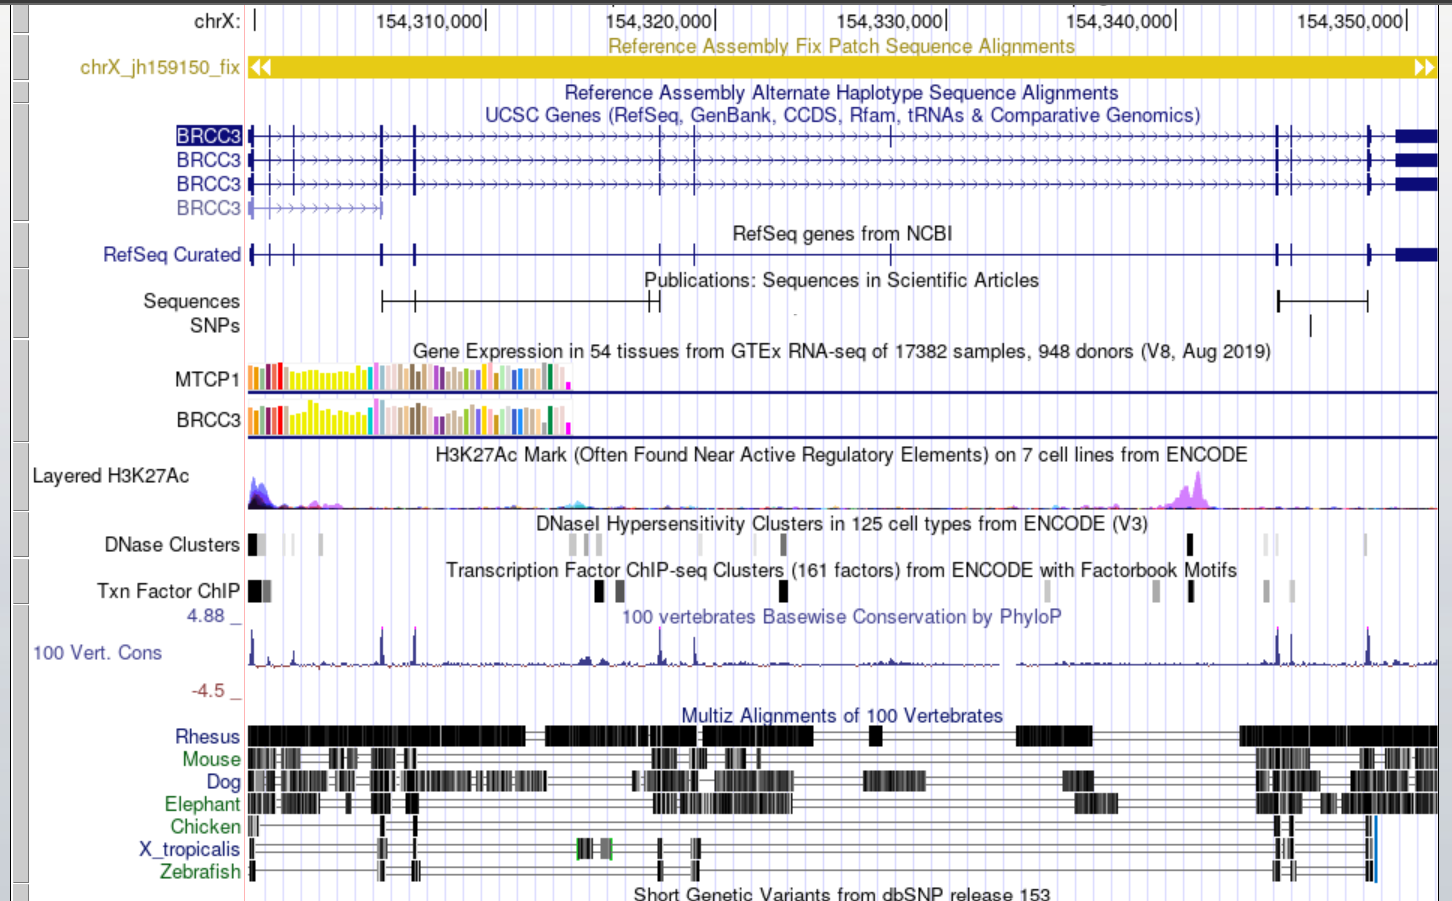 chrX: 154,310,000 154,320,000 154,330,000 154,340,000 154,350,000
Reference Assembly Fix Patch Sequence Alignments
chrX_jh159150_fix
Reference Assembly Alternate Haplotype Sequence Alignments
UCSC Genes (RefSeq, GenBank, CCDS, Rfam, tRNAs & Comparative Genomics)
BRCC3
BRCC3
BRCC3
BRCC3
RefSeq genes from NCBI
RefSeq Curated
Publications: Sequences in Scientific Articles
Sequences
SNPs
Gene Expression in 54 tissues from GTEx RNA-seq of 17382 samples, 948 donors (V8, Aug 2019)
MTCP1
BRCC3
H3K27Ac Mark (Often Found Near Active Regulatory Elements) on 7 cell lines from ENCODE
Layered H3K27Ac
DNaseI Hypersensitivity Clusters in 125 cell types from ENCODE (V3)
DNase Clusters
Transcription Factor ChIP-seq Clusters (161 factors) from ENCODE with Factorbook Motifs
Txn Factor ChIP
4.88 _ 100 vertebrates Basewise Conservation by PhyloP
100 Vert. Cons
-4.5 _
Multiz Alignments of 100 Vertebrates
Rhesus
Mouse
Dog
Elephant
Chicken
X_tropicalis
Zebrafish
Short Genetic Variants from dbSNP release 153